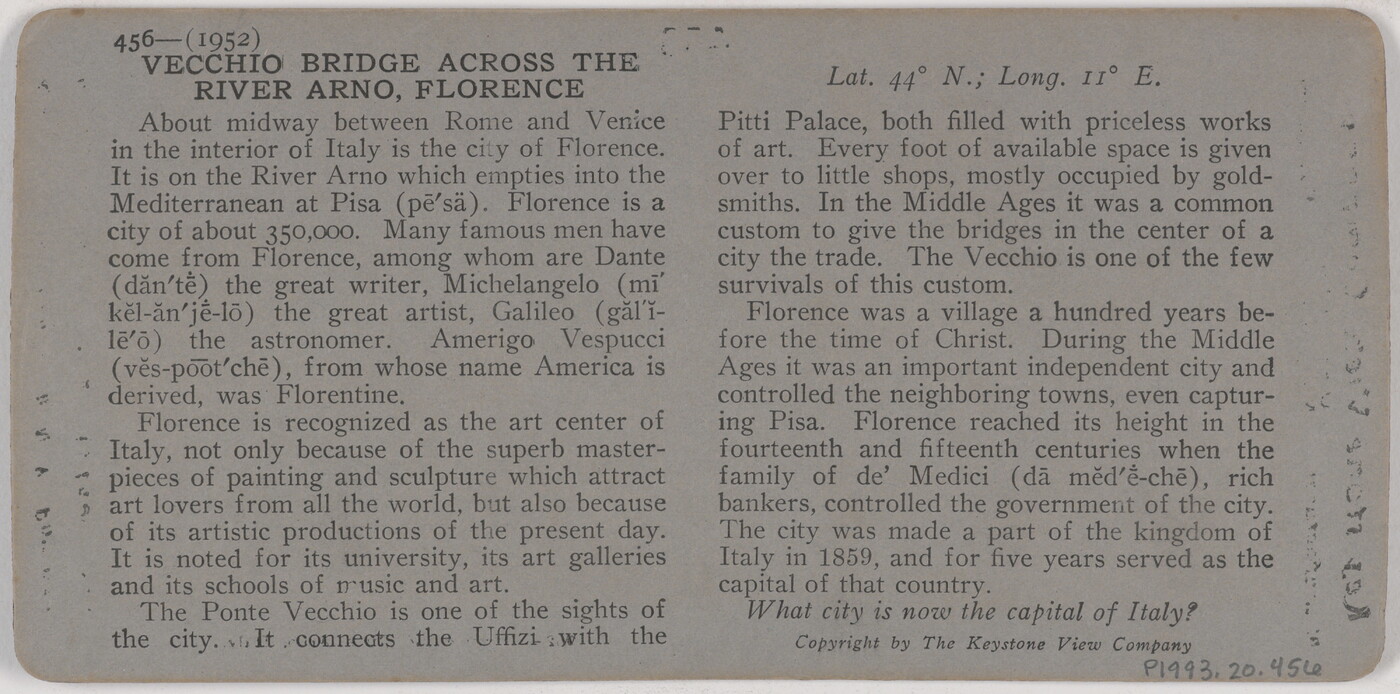 456—(1952)
VECCHIO BRIDGE ACROSS THE
RIVER ARNO, FLORENCE
About midway between Rome and Venice
in the interior of Italy is the city of Florence.
It is on the River Arno which empties into the
Mediterranean at Pisa (pē′sä). Florence is a
city of about 350,000. Many famous men have
come from Florence, among whom are Dante
(dăn′tė̄) the great writer, Michelangelo (mī′
kĕl-ăn′jė̄-lō) the great artist, Galileo (găl′ĭ-
lē′ō) the astronomer. Amerigo Vespucci
(vĕs-po͞ot′chē), from whose name America is
derived, was Florentine.
Florence is recognized as the art center of
Italy, not only because of the superb master-
pieces of painting and sculpture which attract
art lovers from all the world, but also because
of its artistic productions of the present day.
It is noted for its university, its art galleries
and its schools of music and art.
The Ponte Vecchio is one of the sights of
the city. It connects the Uffizi with the
Lat. 44° N.; Long. 11° E.
Pitti Palace, both filled with priceless works
of art. Every foot of available space is given
over to little shops, mostly occupied by gold-
smiths. In the Middle Ages it was a common
custom to give the bridges in the center of a
city the trade. The Vecchio is one of the few
survivals of this custom.
Florence was a village a hundred years be-
fore the time of Christ. During the Middle
Ages it was an important independent city and
controlled the neighboring towns, even captur-
ing Pisa. Florence reached its height in the
fourteenth and fifteenth centuries when the
family of de' Medici (dā mĕd′ė̄-chē), rich
bankers, controlled the government of the city.
The city was made a part of the kingdom of
Italy in 1859, and for five years served as the
capital of that country.
What city is now the capital of Italy?
Copyright by The Keystone View Company
P1993.20.456